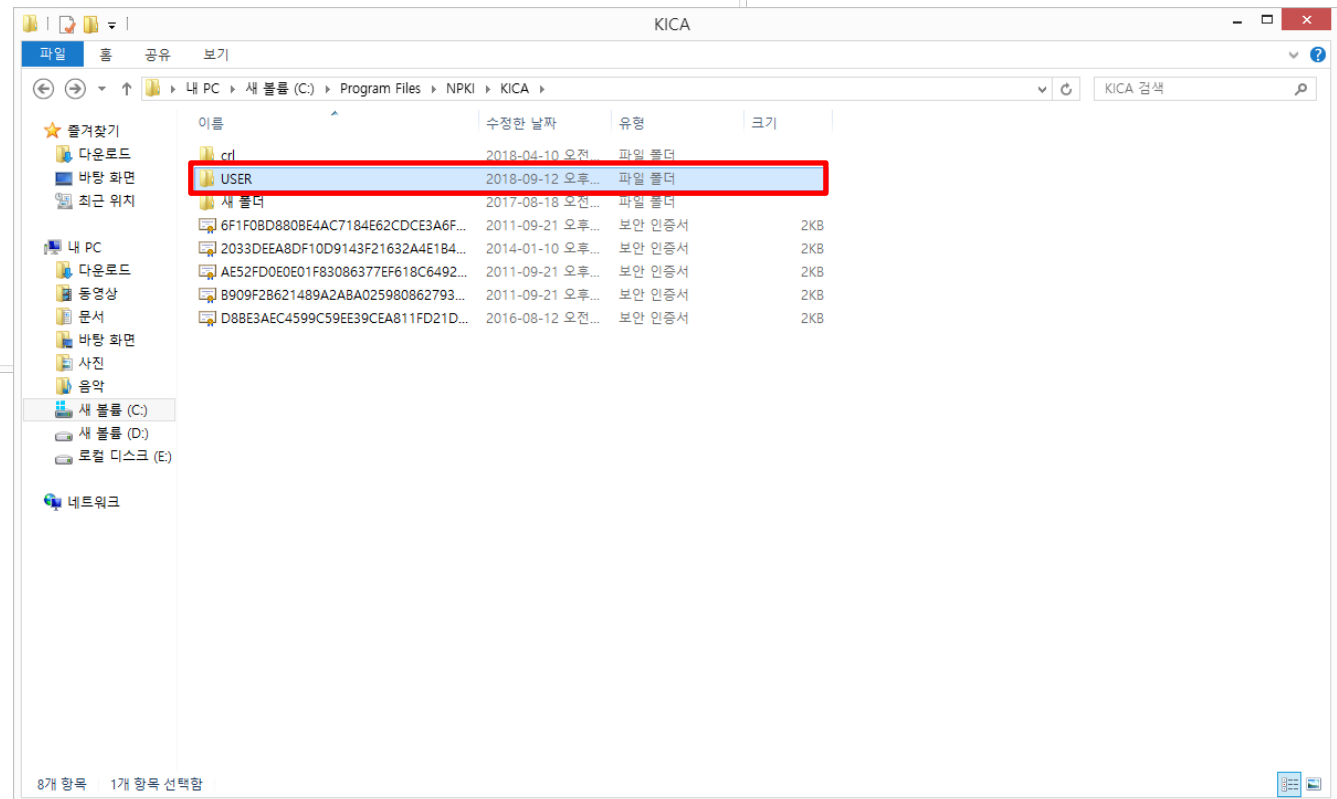 KICA
파일 홈 공유 보기
내 PC 새 볼륨 (C:) Program Files NPKI KICA KICA 검색
이름 수정한 날짜 유형 크기
즐겨찾기
다운로드
바탕 화면
최근 위치
내 PC
다운로드
동영상
문서
바탕 화면
사진
음악
새 볼륨 (C:)
새 볼륨 (D:)
로컬 디스크 (E:)
네트워크
crl 2018-04-10 오전... 파일 폴더
USER 2018-09-12 오후... 파일 폴더
새 폴더 2017-08-18 오전... 파일 폴더
6F1F0BD880BE4AC7184E62CDCE3A6F... 2011-09-21 오후... 보안 인증서 2KB
2033DEEA8DF10D9143F21632A4E1B4... 2014-01-10 오후... 보안 인증서 2KB
AE52FD0E0E01F83086377EF618C6492... 2011-09-21 오후... 보안 인증서 2KB
B909F2B621489A2ABA025980862793... 2011-09-21 오후... 보안 인증서 2KB
D8BE3AEC4599C59EE39CEA811FD21D... 2016-08-12 오전... 보안 인증서 2KB
8개 항목 1개 항목 선택함